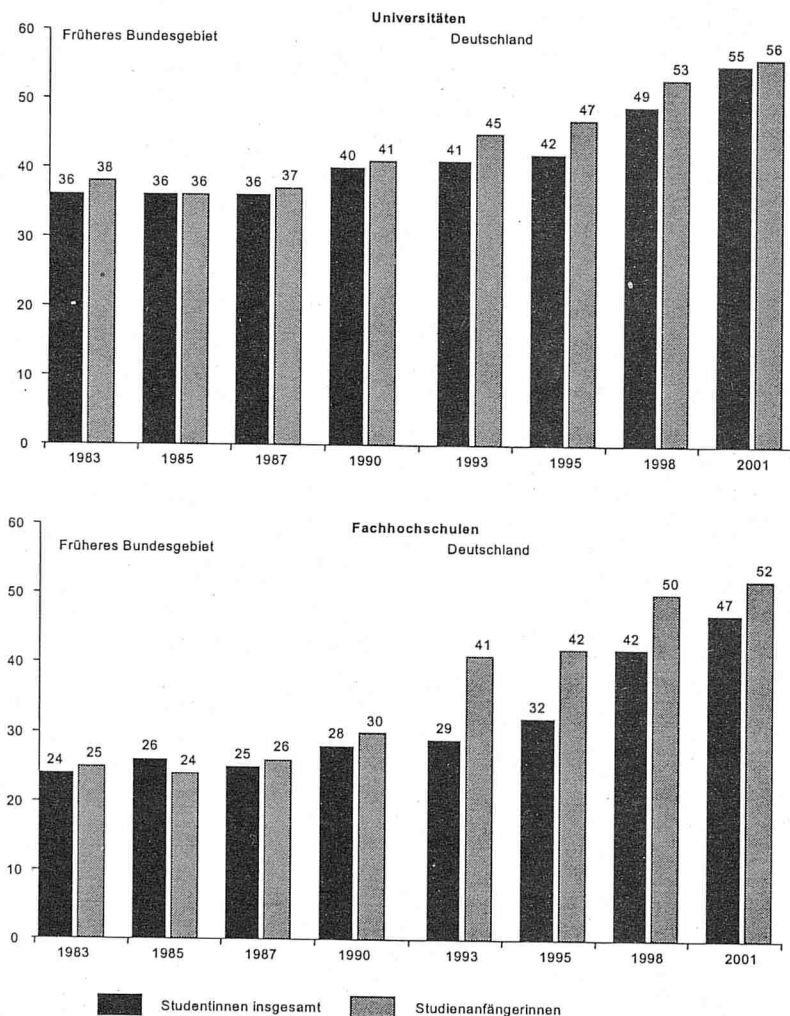 Universitäten
Früheres Bundesgebiet Deutschland
60
50
40
30
20
10
0
36 38 36 36 36 37 40 41 41 45 42 47 49 53 55 56
1983 1985 1987 1990 1993 1995 1998 2001
Fachhochschulen
Früheres Bundesgebiet Deutschland
60
50
40
30
20
10
0
24 25 26 24 25 26 28 30 29 41 32 42 42 50 47 52
1983 1985 1987 1990 1993 1995 1998 2001
Studentinnen insgesamt Studienanfängerinnen